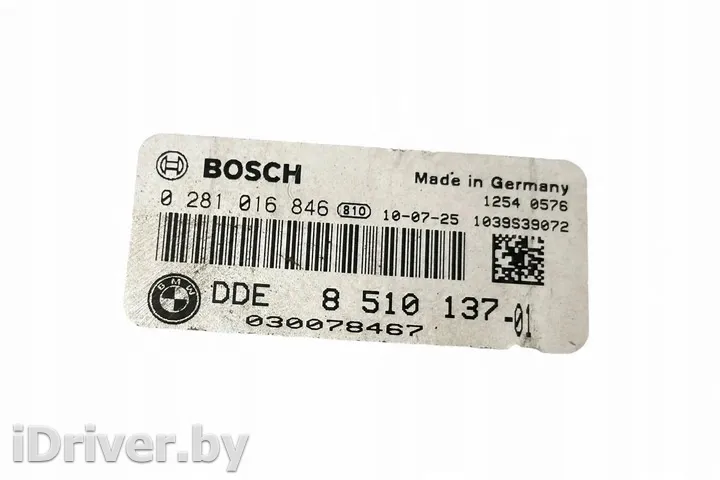 BOSCH
Made in Germany
1254 0576
0 281 016 846 810 10-07-25 1039S39072
BMW
DDE 8 510 137-01
030078467
iDriver.by